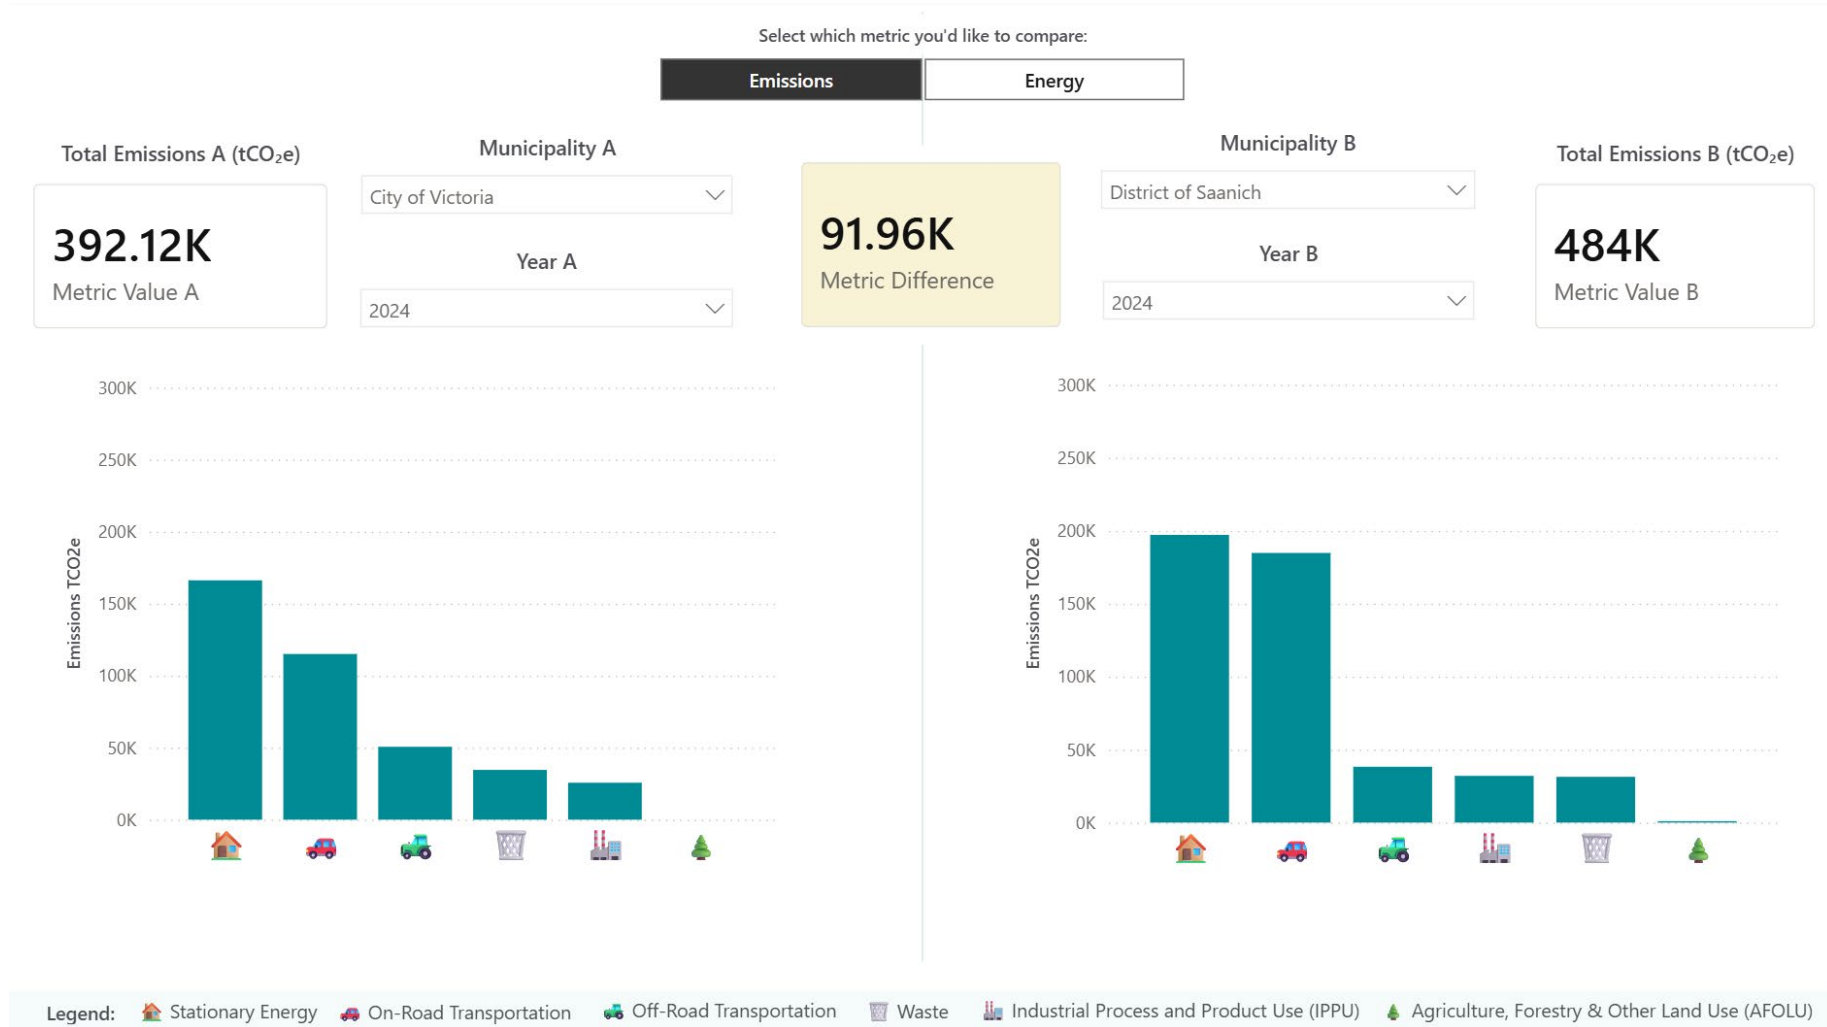 Select which metric you'd like to compare:
Emissions
Energy
Total Emissions A (tCO₂e)
392.12K
Metric Value A
Municipality A
City of Victoria
Year A
2024
91.96K
Metric Difference
Municipality B
District of Saanich
Year B
2024
Total Emissions B (tCO₂e)
484K
Metric Value B
Emissions TCO2e
300K
250K
200K
150K
100K
50K
0K
Emissions TCO2e
300K
250K
200K
150K
100K
50K
0K
Legend: Stationary Energy On-Road Transportation Off-Road Transportation Waste Industrial Process and Product Use (IPPU) Agriculture, Forestry & Other Land Use (AFOLU)